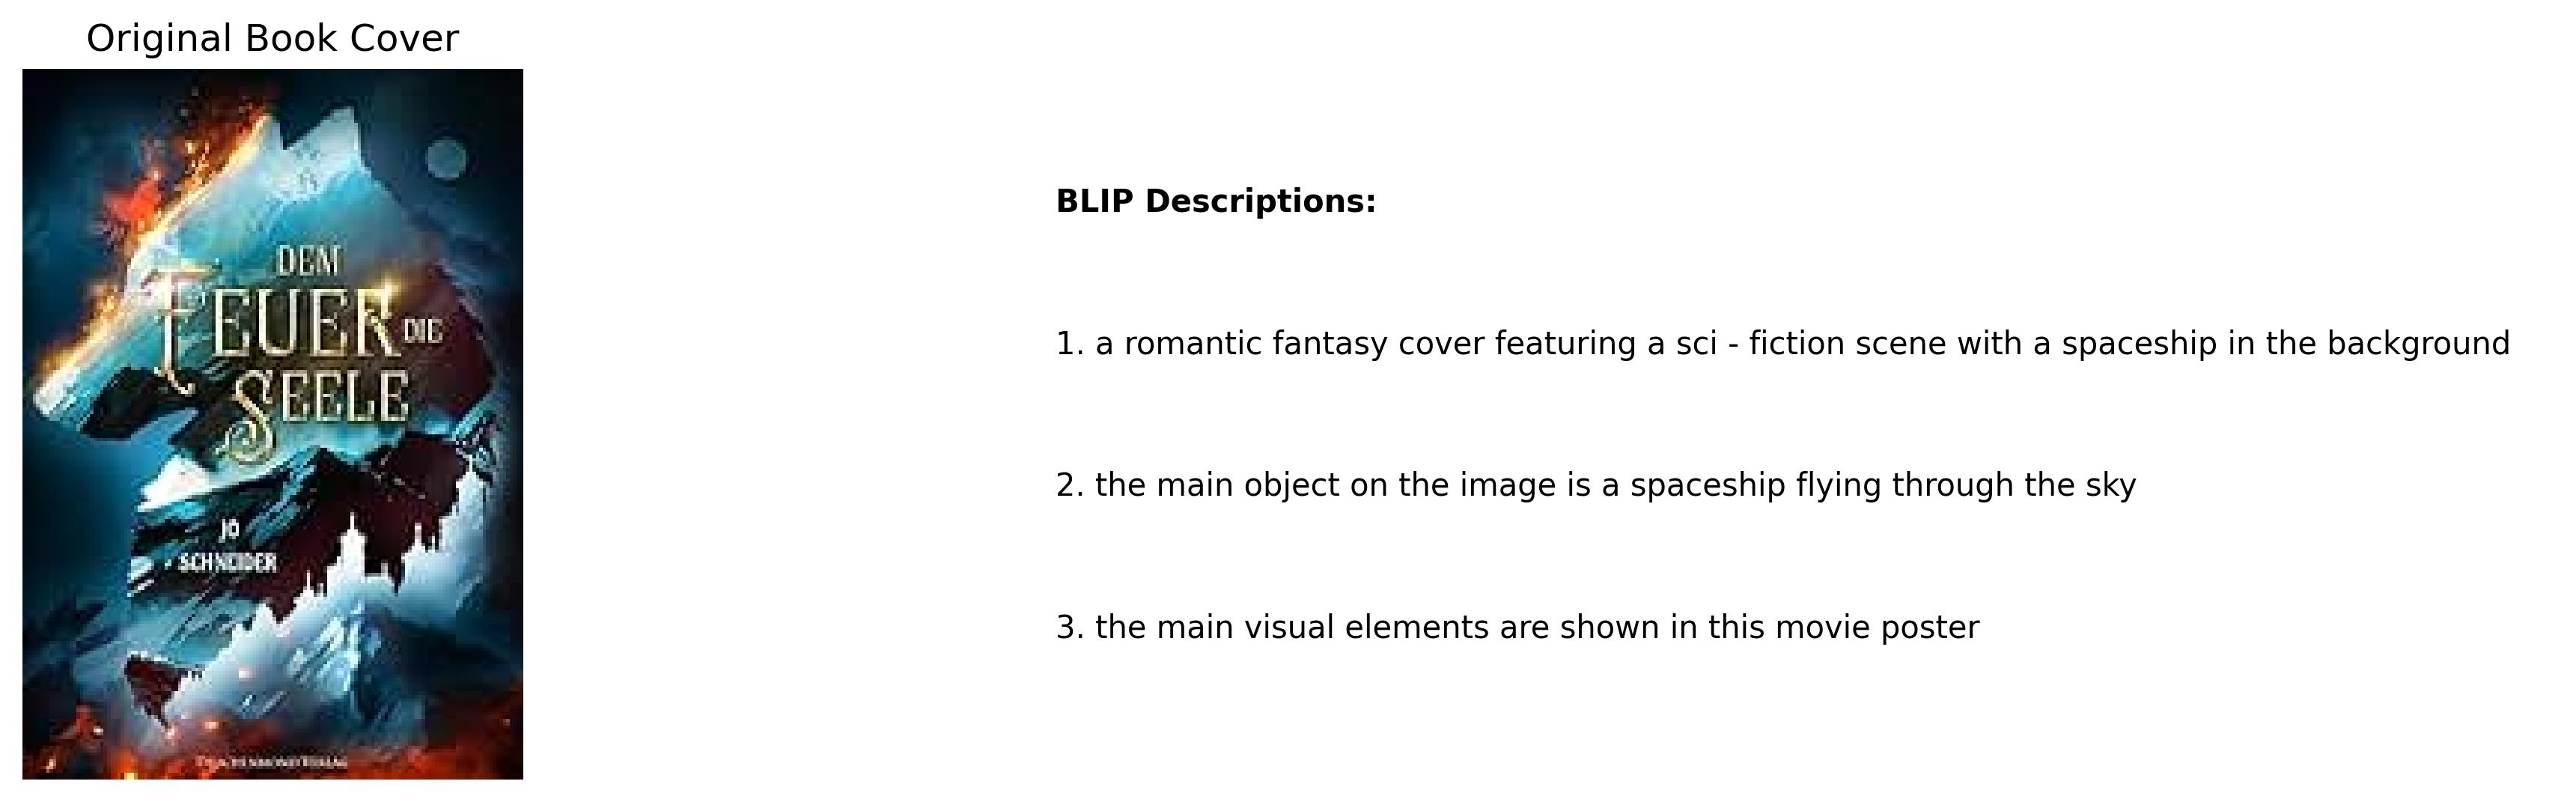 Original Book Cover
DEM
FEUER DIE
SEELE
JO
SCHNEIDER
BLIP Descriptions:
1. a romantic fantasy cover featuring a sci - fiction scene with a spaceship in the background
2. the main object on the image is a spaceship flying through the sky
3. the main visual elements are shown in this movie poster